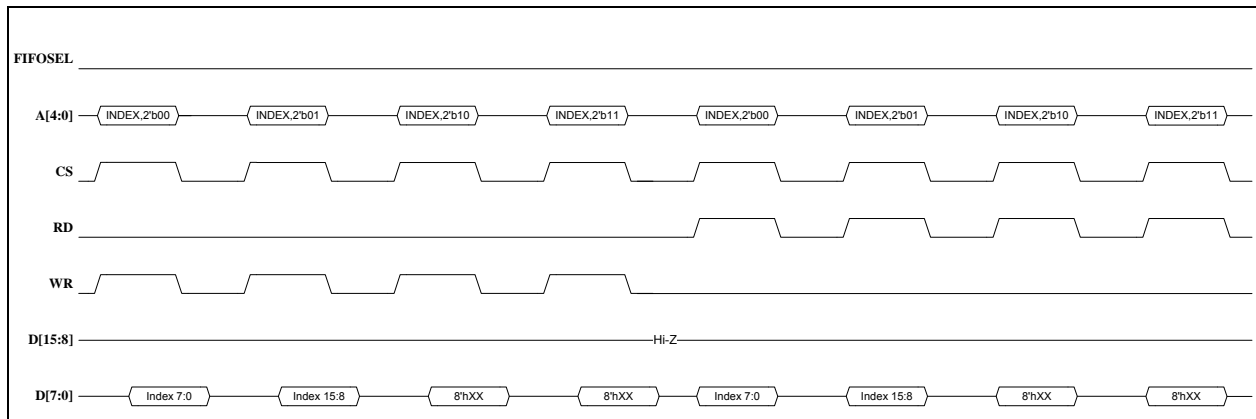 FIFOSEL
A[4:0] INDEX,2'b00 INDEX,2'b01 INDEX,2'b10 INDEX,2'b11 INDEX,2'b00 INDEX,2'b01 INDEX,2'b10 INDEX,2'b11
CS
RD
WR
D[15:8] Hi-Z
D[7:0] Index 7:0 Index 15:8 8'hXX 8'hXX Index 7:0 Index 15:8 8'hXX 8'hXX